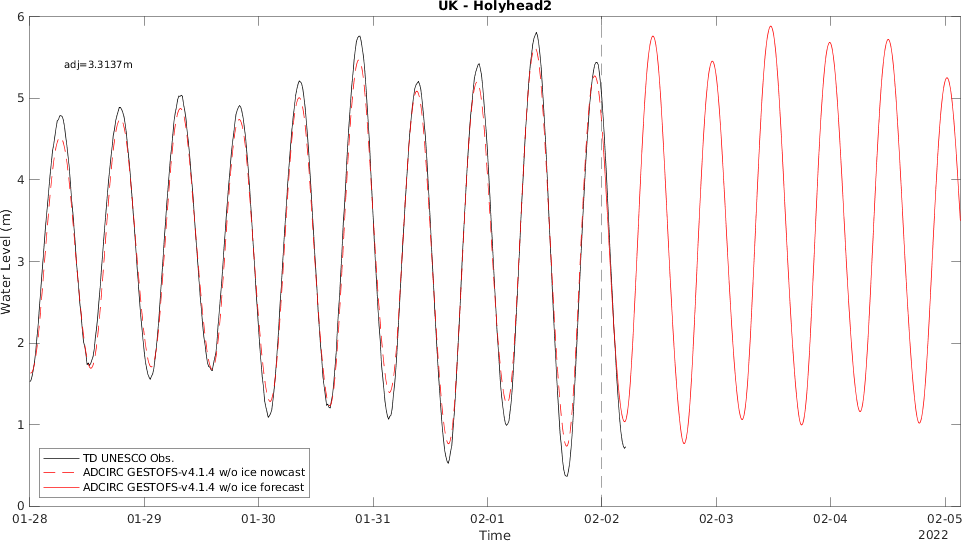 UK - Holyhead2
adj=3.3137m
Water Level (m)
6
5
4
3
2
1
0
TD UNESCO Obs.
ADCIRC GESTOFS-v4.1.4 w/o ice nowcast
ADCIRC GESTOFS-v4.1.4 w/o ice forecast
01-28 01-29 01-30 01-31 02-01 02-02 02-03 02-04 02-05
Time
2022